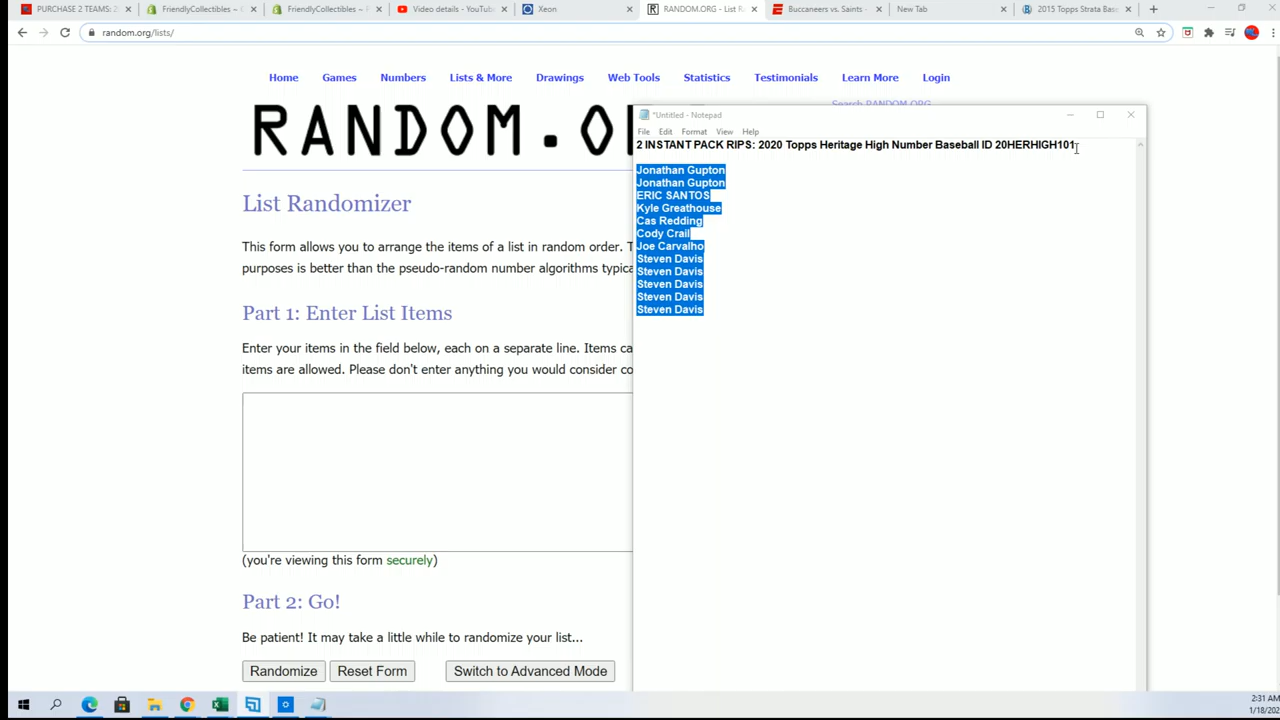 PURCHASE 2 TEAMS: 2
FriendlyCollectibles –
FriendlyCollectibles –
Video details - YouTube
Xeon
RANDOM.ORG - List R
Buccaneers vs. Saints -
New Tab
2015 Topps Strata Bas
random.org/lists/
Home Games Numbers Lists & More Drawings Web Tools Statistics Testimonials Learn More Login
Search RANDOM.ORG
RANDOM.O
List Randomizer
This form allows you to arrange the items of a list in random order. T
purposes is better than the pseudo-random number algorithms typica
Part 1: Enter List Items
Enter your items in the field below, each on a separate line. Items ca
items are allowed. Please don't enter anything you would consider co
(you're viewing this form securely)
Part 2: Go!
Be patient! It may take a little while to randomize your list...
Randomize Reset Form Switch to Advanced Mode
*Untitled - Notepad
File Edit Format View Help
2 INSTANT PACK RIPS: 2020 Topps Heritage High Number Baseball ID 20HERHIGH101
Jonathan Gupton
Jonathan Gupton
ERIC SANTOS
Kyle Greathouse
Cas Redding
Cody Crail
Joe Carvalho
Steven Davis
Steven Davis
Steven Davis
Steven Davis
Steven Davis
2:31 AM
1/18/202